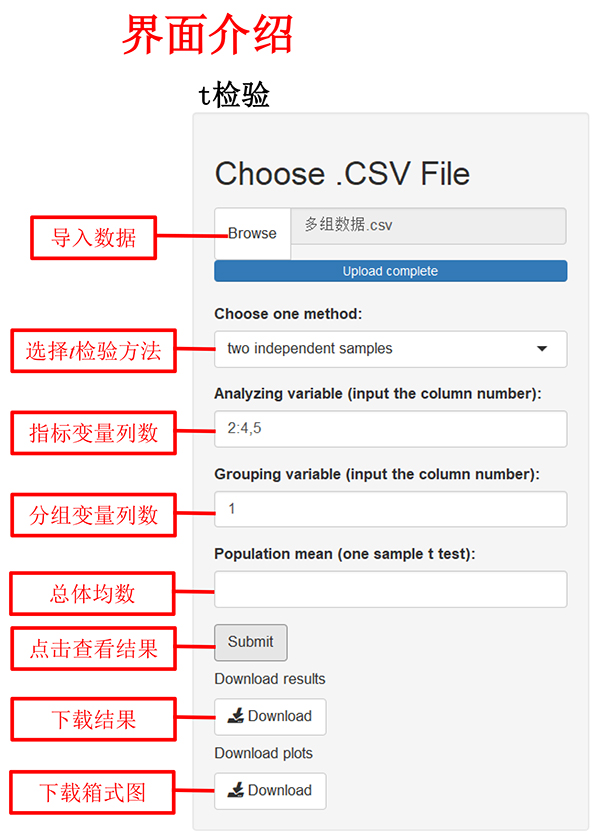 界面介绍
t检验
Choose .CSV File
导入数据
Browse
多组数据.csv
Upload complete
Choose one method:
选择t检验方法
two independent samples
Analyzing variable (input the column number):
指标变量列数
2:4,5
Grouping variable (input the column number):
分组变量列数
1
Population mean (one sample t test):
总体均数
点击查看结果
Submit
Download results
下载结果
Download
Download plots
下载箱式图
Download